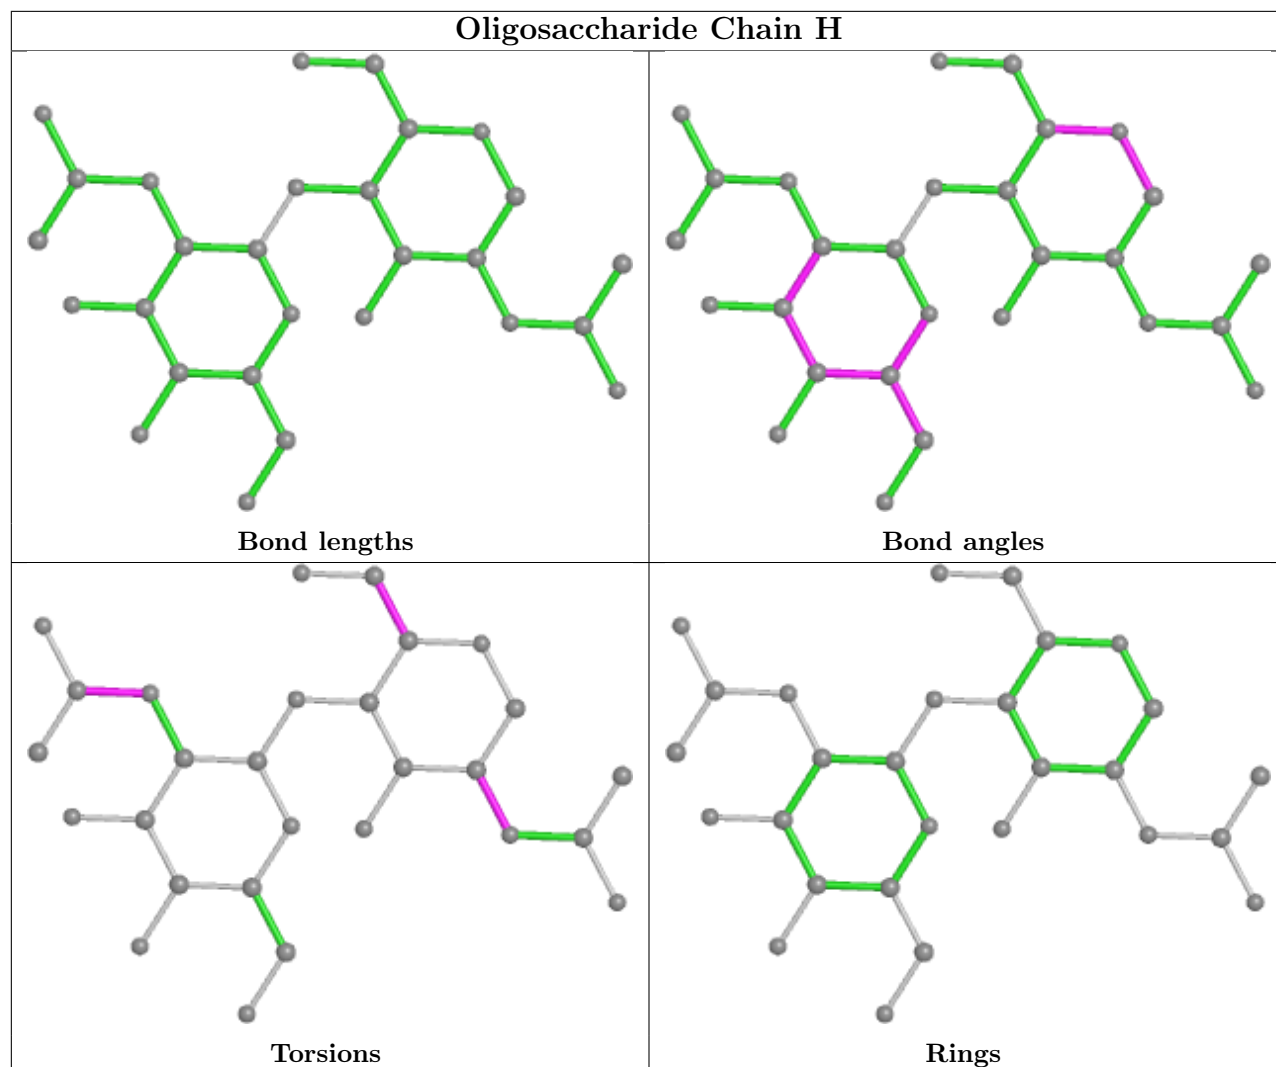 Oligosaccharide Chain H
Bond lengths
Bond angles
Torsions
Rings